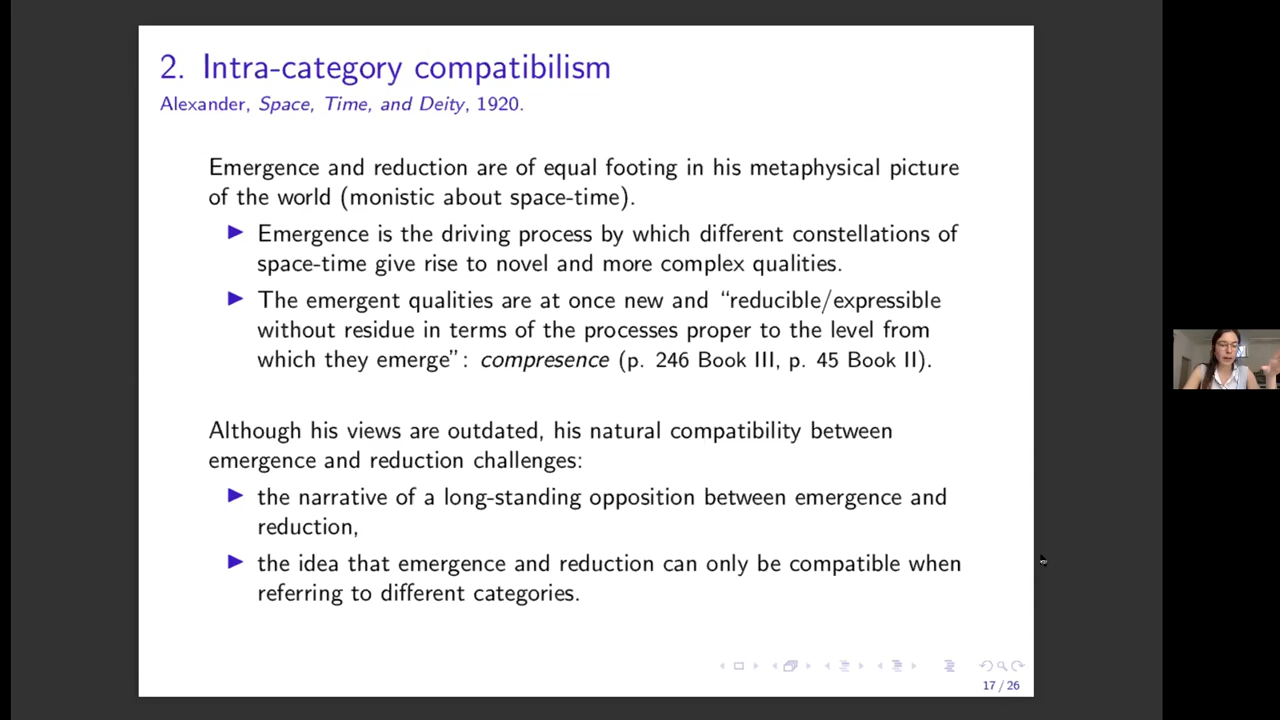 2. Intra-category compatibilism
Alexander, Space, Time, and Deity, 1920.
Emergence and reduction are of equal footing in his metaphysical picture
of the world (monistic about space-time).
▶ Emergence is the driving process by which different constellations of
space-time give rise to novel and more complex qualities.
▶ The emergent qualities are at once new and “reducible/expressible
without residue in terms of the processes proper to the level from
which they emerge”: compresence (p. 246 Book III, p. 45 Book II).
Although his views are outdated, his natural compatibility between
emergence and reduction challenges:
▶ the narrative of a long-standing opposition between emergence and
reduction,
▶ the idea that emergence and reduction can only be compatible when
referring to different categories.
17 / 26